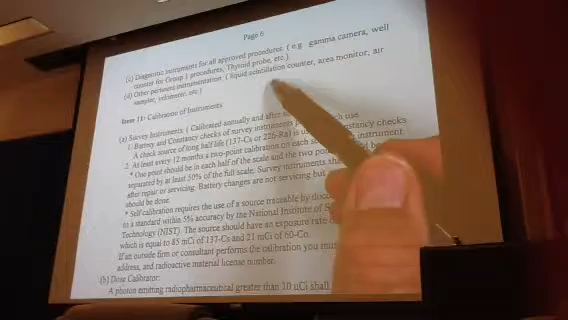 Page 6
(c) Diagnostic instruments for all approved procedures. ( e.g gamma camera, well
counter for Group I procedures, Thyroid probe, etc.)
(d) Other pertinent instrumentation. ( liquid scintillation counter, area monitor, air
sampler, velometer, etc.)
Item 11: Calibration of Instruments
(a) Survey Instruments: ( Calibrated annually and after
1. Battery and Constancy checks of survey instruments use.
A check source of long half life (137-Cs or 226-Ra) is constancy checks
2. At least every 12 months a two-point calibration on each instrument
* One point should be in each half of the scale and the two
separated by at least 50% of the full scale. Survey instruments
after repair or servicing. Battery changes are not servicing but
should be done.
* Self calibration requires the use of a source traceable by
to a standard within 5% accuracy by the National Institute of
Technology (NIST). The source should have an exposure rate
which is equal to 85 mCi of 137-Cs and 21 mCi of 60-Co.
If an outside firm or consultant performs the calibration you
address, and radioactive material license number.
(b) Dose Calibrator:
A photon emitting radiopharmaceutical greater than 10 uCi shall